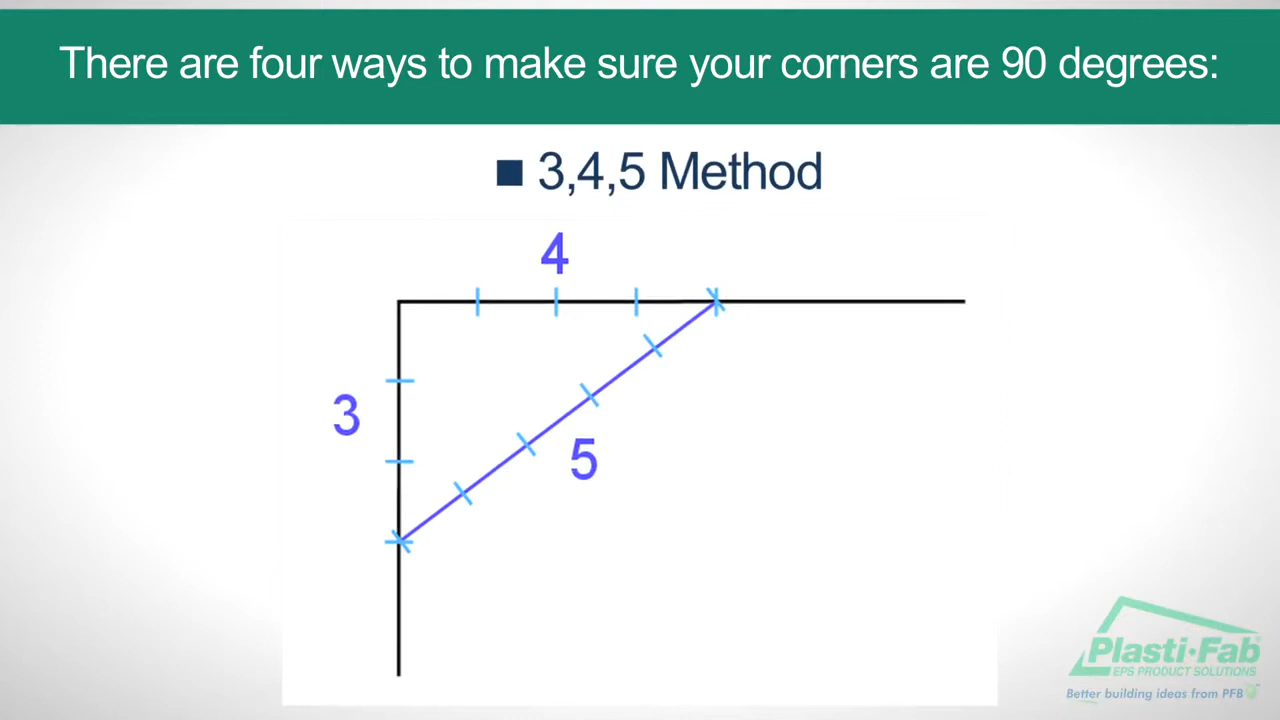 There are four ways to make sure your corners are 90 degrees:
■ 3,4,5 Method
4
3
5
Plasti·Fab
EPS PRODUCT SOLUTIONS
Better building ideas from PFB